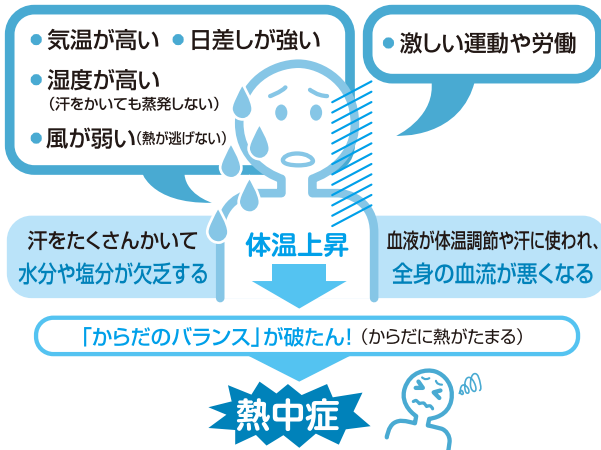 ● 気温が高い ● 日差しが強い
● 湿度が高い
(汗をかいても蒸発しない)
● 風が弱い(熱が逃げない)
● 激しい運動や労働
汗をたくさんかいて
水分や塩分が欠乏する
体温上昇
血液が体温調節や汗に使われ、
全身の血流が悪くなる
「からだのバランス」が破たん!(からだに熱がたまる)
熱中症